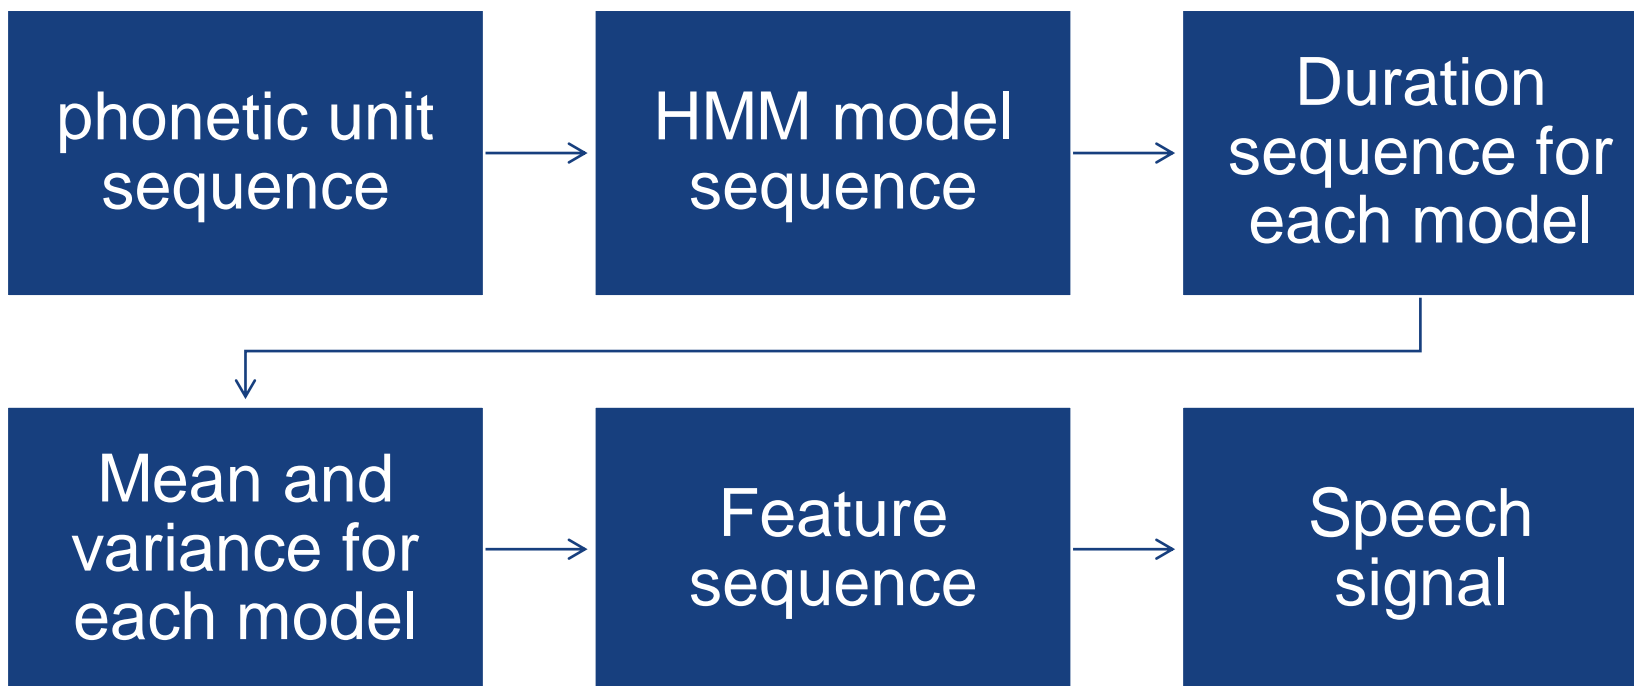 phonetic unit
sequence
HMM model
sequence
Duration
sequence for
each model
Mean and
variance for
each model
Feature
sequence
Speech
signal